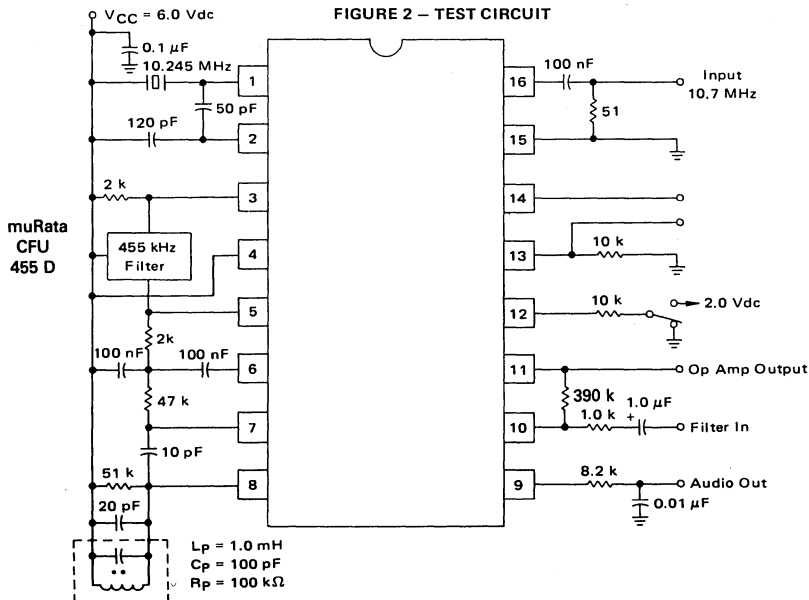 FIGURE 2 – TEST CIRCUIT
VCC = 6.0 Vdc
0.1 µF
10.245 MHz
50 pF
120 pF
2 k
muRata
CFU
455 D
455 kHz
Filter
2k
100 nF
100 nF
47 k
10 pF
51 k
20 pF
LP = 1.0 mH
CP = 100 pF
RP = 100 kΩ
1
2
3
4
5
6
7
8
16
15
14
13
12
11
10
9
100 nF
Input
10.7 MHz
51
10 k
10 k
2.0 Vdc
Op Amp Output
390 k
1.0 µF
1.0 k
+
Filter In
8.2 k
Audio Out
0.01 µF